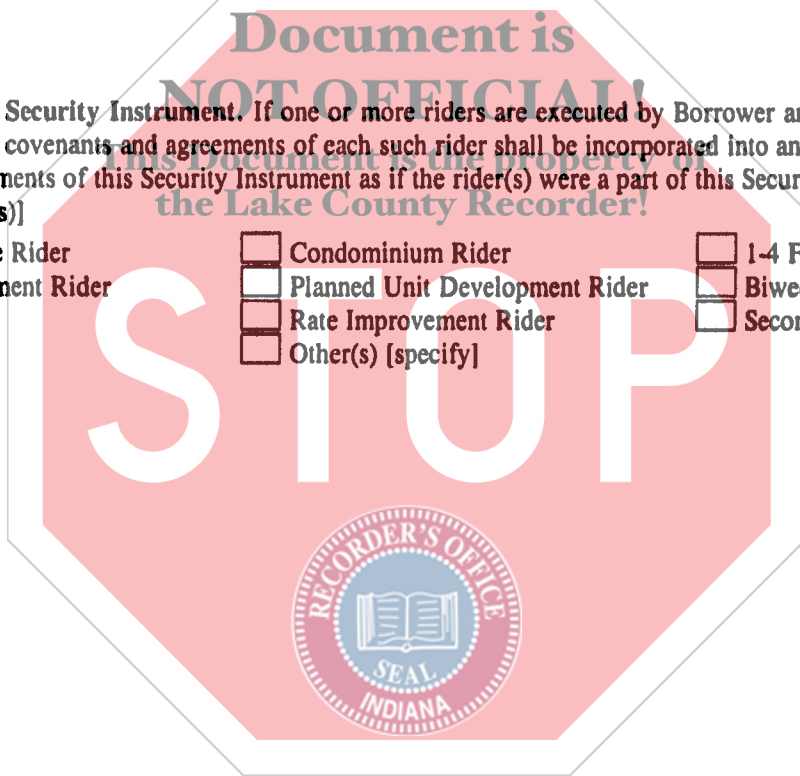 Document is
NOT OFFICIAL!
Security Instrument. If one or more riders are executed by Borrower an
covenants and agreements of each such rider shall be incorporated into an
This Document is the property of
ments of this Security Instrument as if the rider(s) were a part of this Secur
the Lake County Recorder!
s)]
e Rider Condominium Rider 1-4 F
ment Rider Planned Unit Development Rider Biwe
Rate Improvement Rider Secon
Other(s) [specify]
STOP
RECORDER'S OFFICE
SEAL
INDIANA